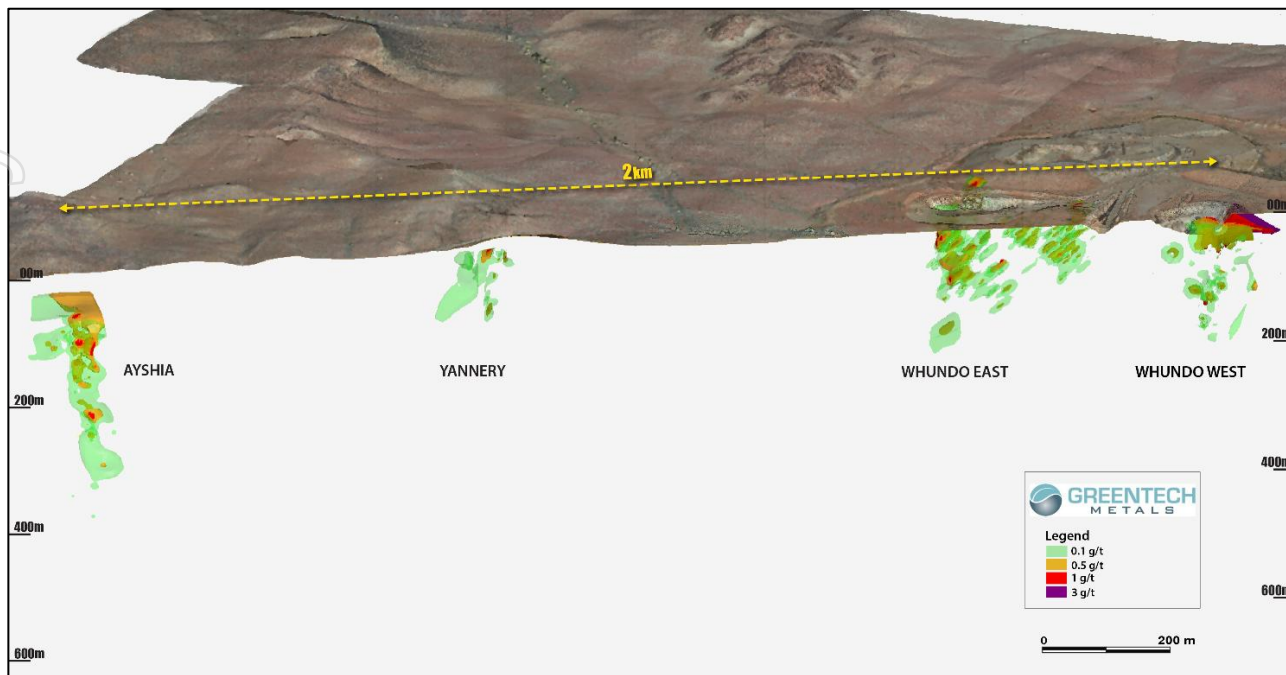 2km
00m
00m
AYSHIA
YANNERY
WHUNDO EAST
WHUNDO WEST
200m
200m
400m
400m
600m
600m
GREENTECH
METALS
Legend
0.1 g/t
0.5 g/t
1 g/t
3 g/t
0 200 m